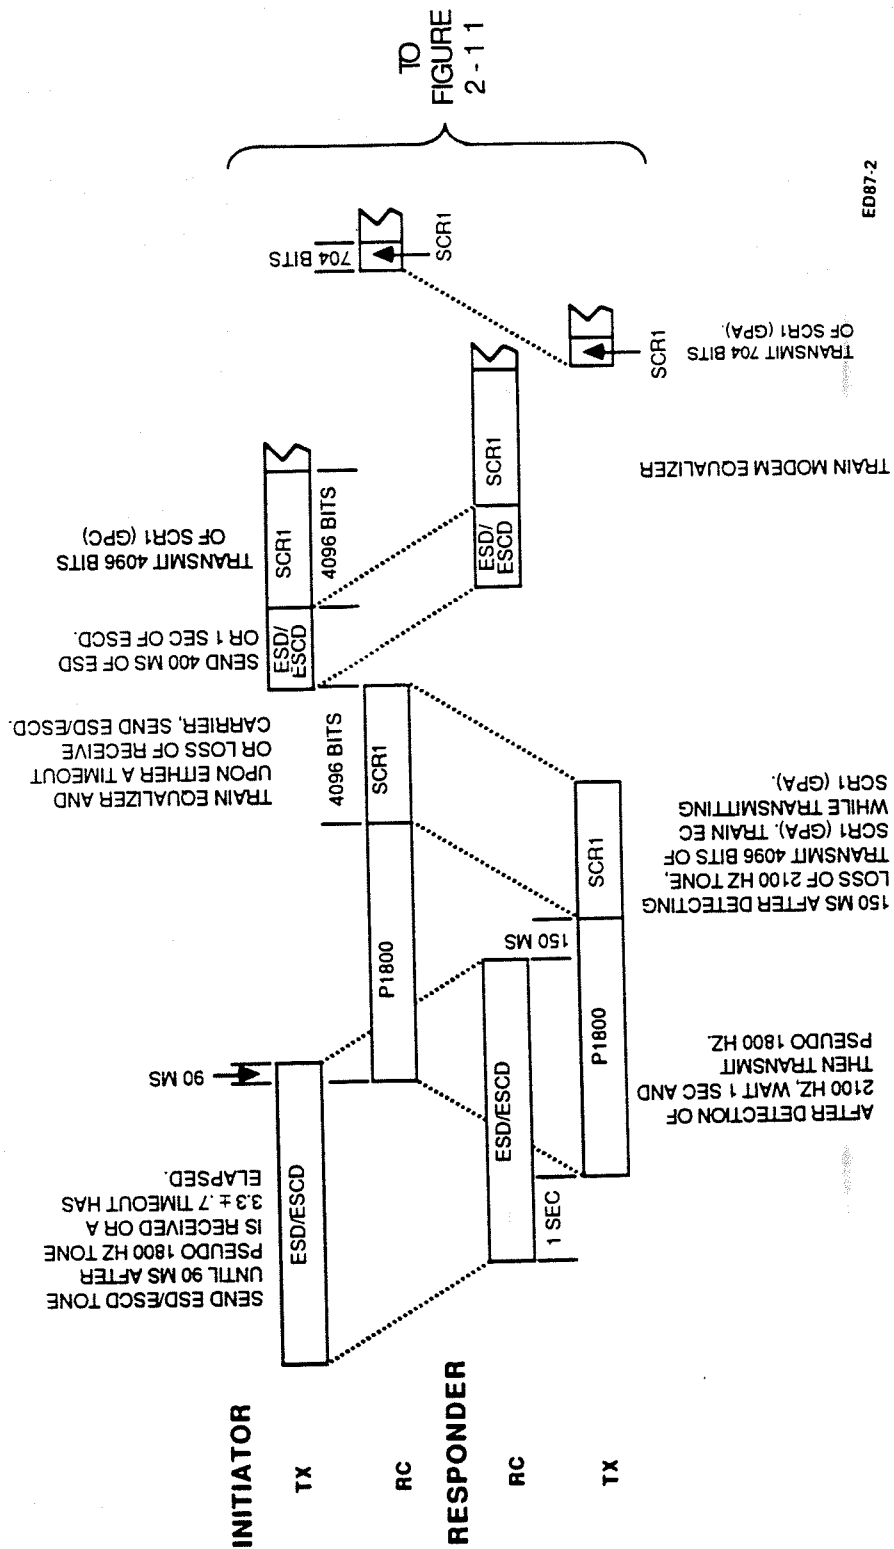 INITIATOR
TX
RC
RESPONDER
RC
TX
SEND ESD/ESCD TONE
UNTIL 90 MS AFTER
PSEUDO 1800 HZ TONE
IS RECEIVED OR A
3.3 ± .7 TIMEOUT HAS
ELAPSED.
ESD/ESCD
90 MS
P1800
SCR1
4096 BITS
TRAIN EQUALIZER AND
UPON EITHER A TIMEOUT
OR LOSS OF RECEIVE
CARRIER, SEND ESD/ESCD.
SEND 400 MS OF ESD
OR 1 SEC OF ESCD.
ESD/
ESCD
SCR1
TRANSMIT 4096 BITS
OF SCR1 (GPC)
4096 BITS
704 BITS
SCR1
1 SEC
ESD/ESCD
150 MS
ESD/
ESCD
SCR1
P1800
SCR1
AFTER DETECTION OF
2100 HZ, WAIT 1 SEC AND
THEN TRANSMIT
PSEUDO 1800 HZ.
150 MS AFTER DETECTING
LOSS OF 2100 HZ TONE,
TRANSMIT 4096 BITS OF
SCR1 (GPA). TRAIN EC
WHILE TRANSMITTING
SCR1 (GPA).
TRAIN MODEM EQUALIZER
SCR1
TRANSMIT 704 BITS
OF SCR1 (GPA).
TO
FIGURE
2-11
ED87-2